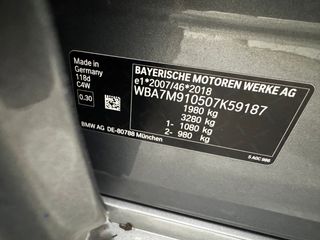 Made in
Germany
118d
C4W
0.30
BAYERISCHE MOTOREN WERKE AG
e1*2007/46*2018
WBA7M910507K59187
1980 kg
3280 kg
1- 1080 kg
2- 980 kg
BMW AG DE-80788 München